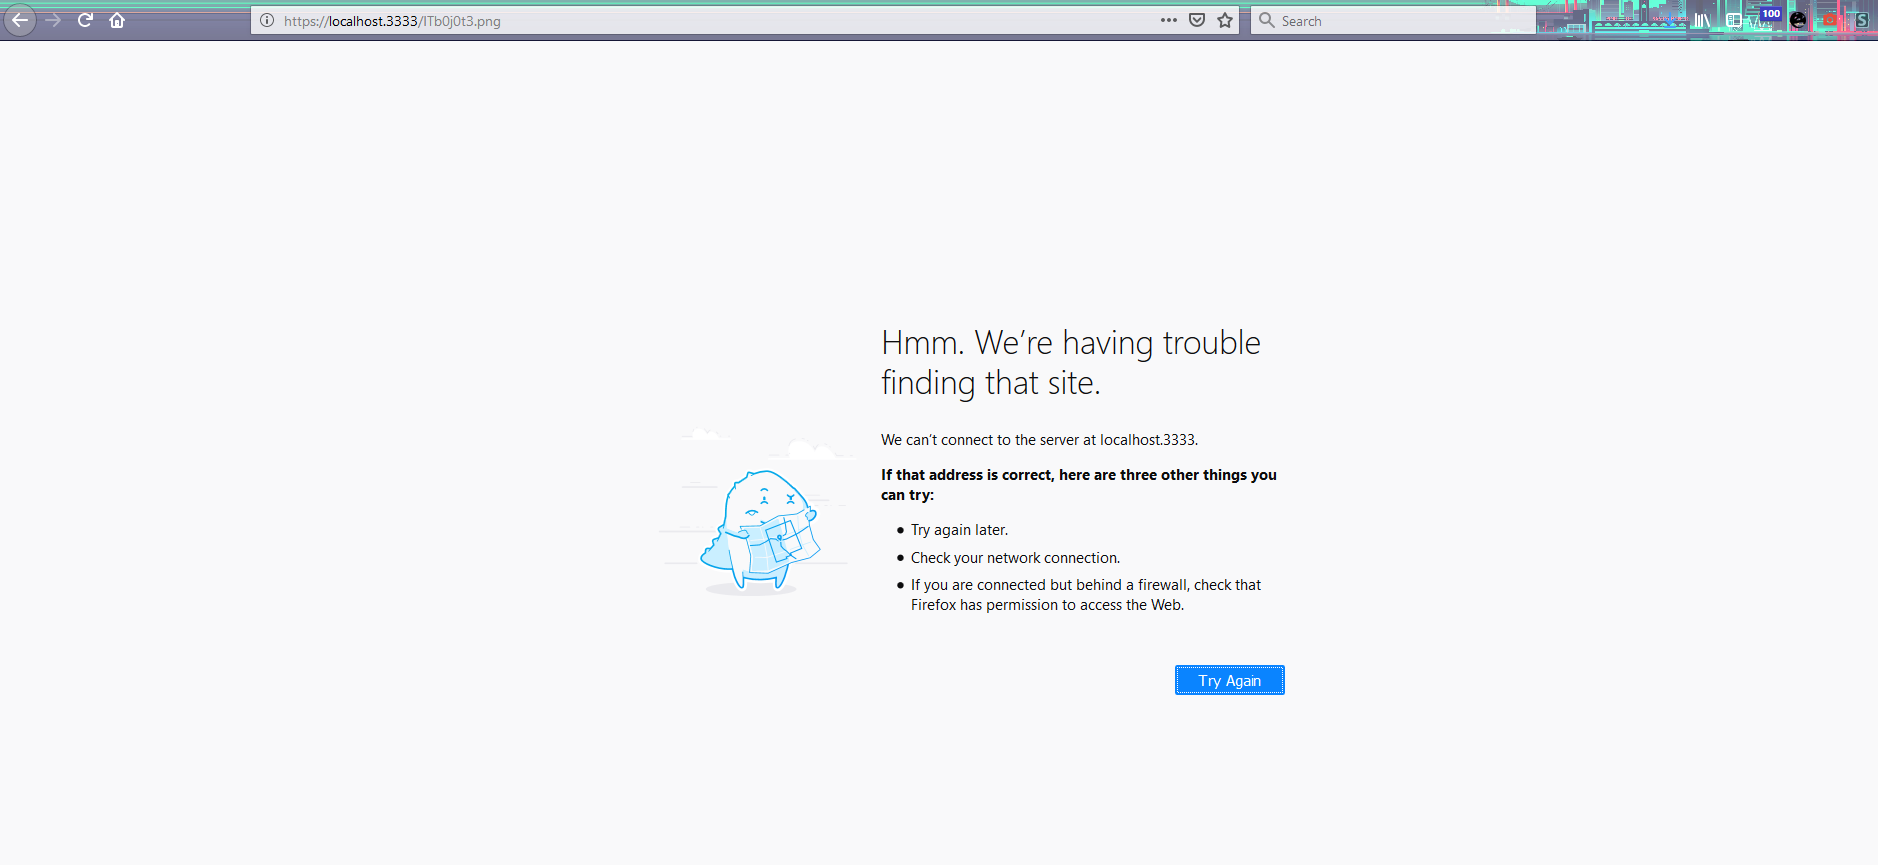 https://localhost.3333/ITb0j0t3.png
Search
100
S
Hmm. We’re having trouble
finding that site.
We can’t connect to the server at localhost.3333.
If that address is correct, here are three other things you
can try:
Try again later.
Check your network connection.
If you are connected but behind a firewall, check that
Firefox has permission to access the Web.
Try Again